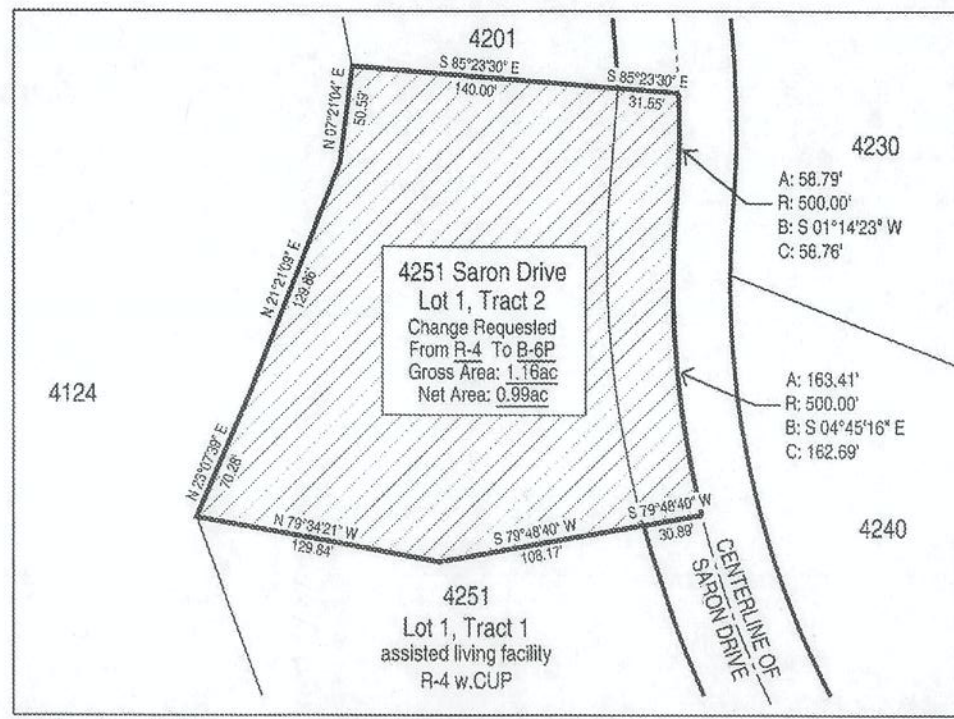 4201
S 85°23'30" E
140.00'
S 85°23'30" E
31.55'
N 07°21'04" E
50.59'
4230
A: 58.79'
R: 500.00'
B: S 01°14'23" W
C: 58.76'
N 21°21'09" E
129.86'
4251 Saron Drive
Lot 1, Tract 2
Change Requested
From R-4 To B-6P
Gross Area: 1.16ac
Net Area: 0.99ac
4124
A: 163.41'
R: 500.00'
B: S 04°45'16" E
C: 162.69'
N 23°07'39" E
70.28'
N 79°34'21" W
129.84'
S 79°48'40" W
108.17'
S 79°48'40" W
30.89'
4240
4251
Lot 1, Tract 1
assisted living facility
R-4 w.CUP
CENTERLINE OF
SARON DRIVE